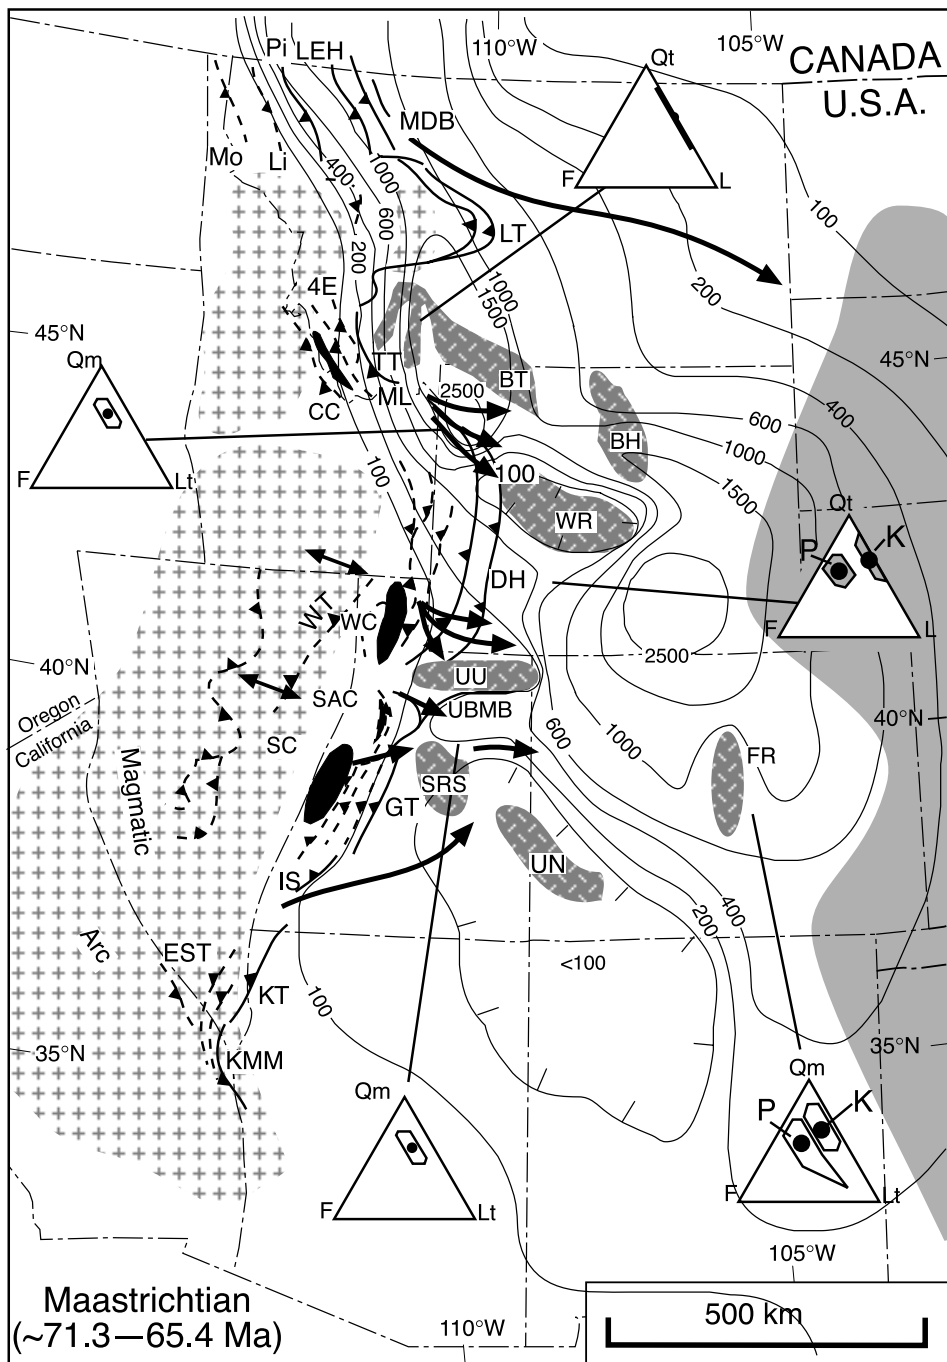 Pi LEH
110°W
105°W
Qt
CANADA
U.S.A.
MDB
Mo
Li
400
1000
F
L
600
100
LT
200
200
4E
1000
1500
45°N
45°N
Qm
TT
BT
2500
ML
CC
400
600
BH
1000
F
Lt
100
100
1500
Qt
WR
P
K
DH
WT
WC
F
L
2500
40°N
UU
SAC
UBMB
Oregon
California
40°N
SC
600
1000
FR
Magmatic
SRS
GT
UN
IS
200
400
Arc
EST
<100
KT
100
35°N
35°N
KMM
Qm
Qm
P
K
F
Lt
F
Lt
105°W
Maastrichtian
(~71.3—65.4 Ma)
110°W
500 km